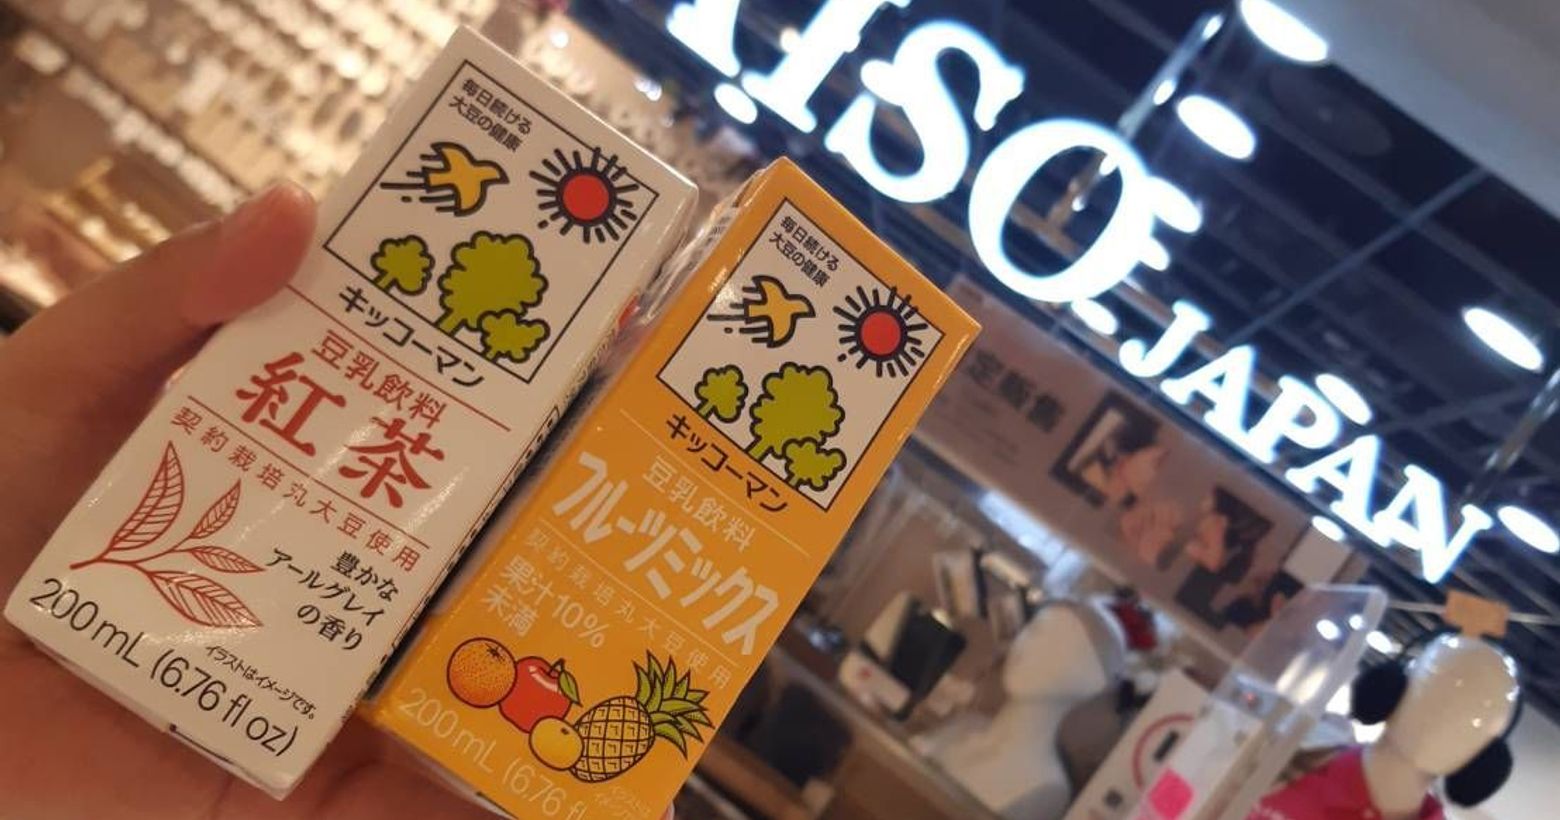 毎日続ける
大豆の健康
キッコーマン
豆乳飲料
紅茶
契約栽培丸大豆使用
豊かな
アールグレイ
の香り
イラストはイメージです。
200mL (6.76 fl oz)
毎日続ける
大豆の健康
キッコーマン
豆乳飲料
フルーツミックス
契約栽培丸大豆使用
果汁10%
未満
200mL (6.76 fl
ISO
JAPAN